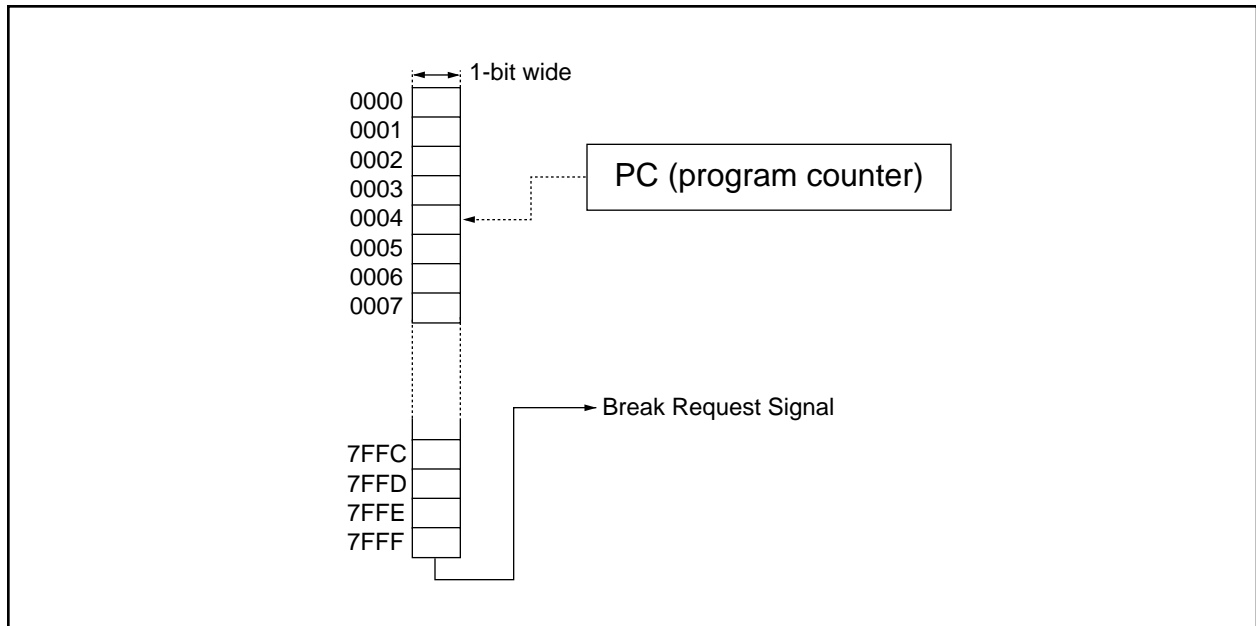 1-bit wide
0000
0001
0002
0003
0004
0005
0006
0007
PC (program counter)
Break Request Signal
7FFC
7FFD
7FFE
7FFF